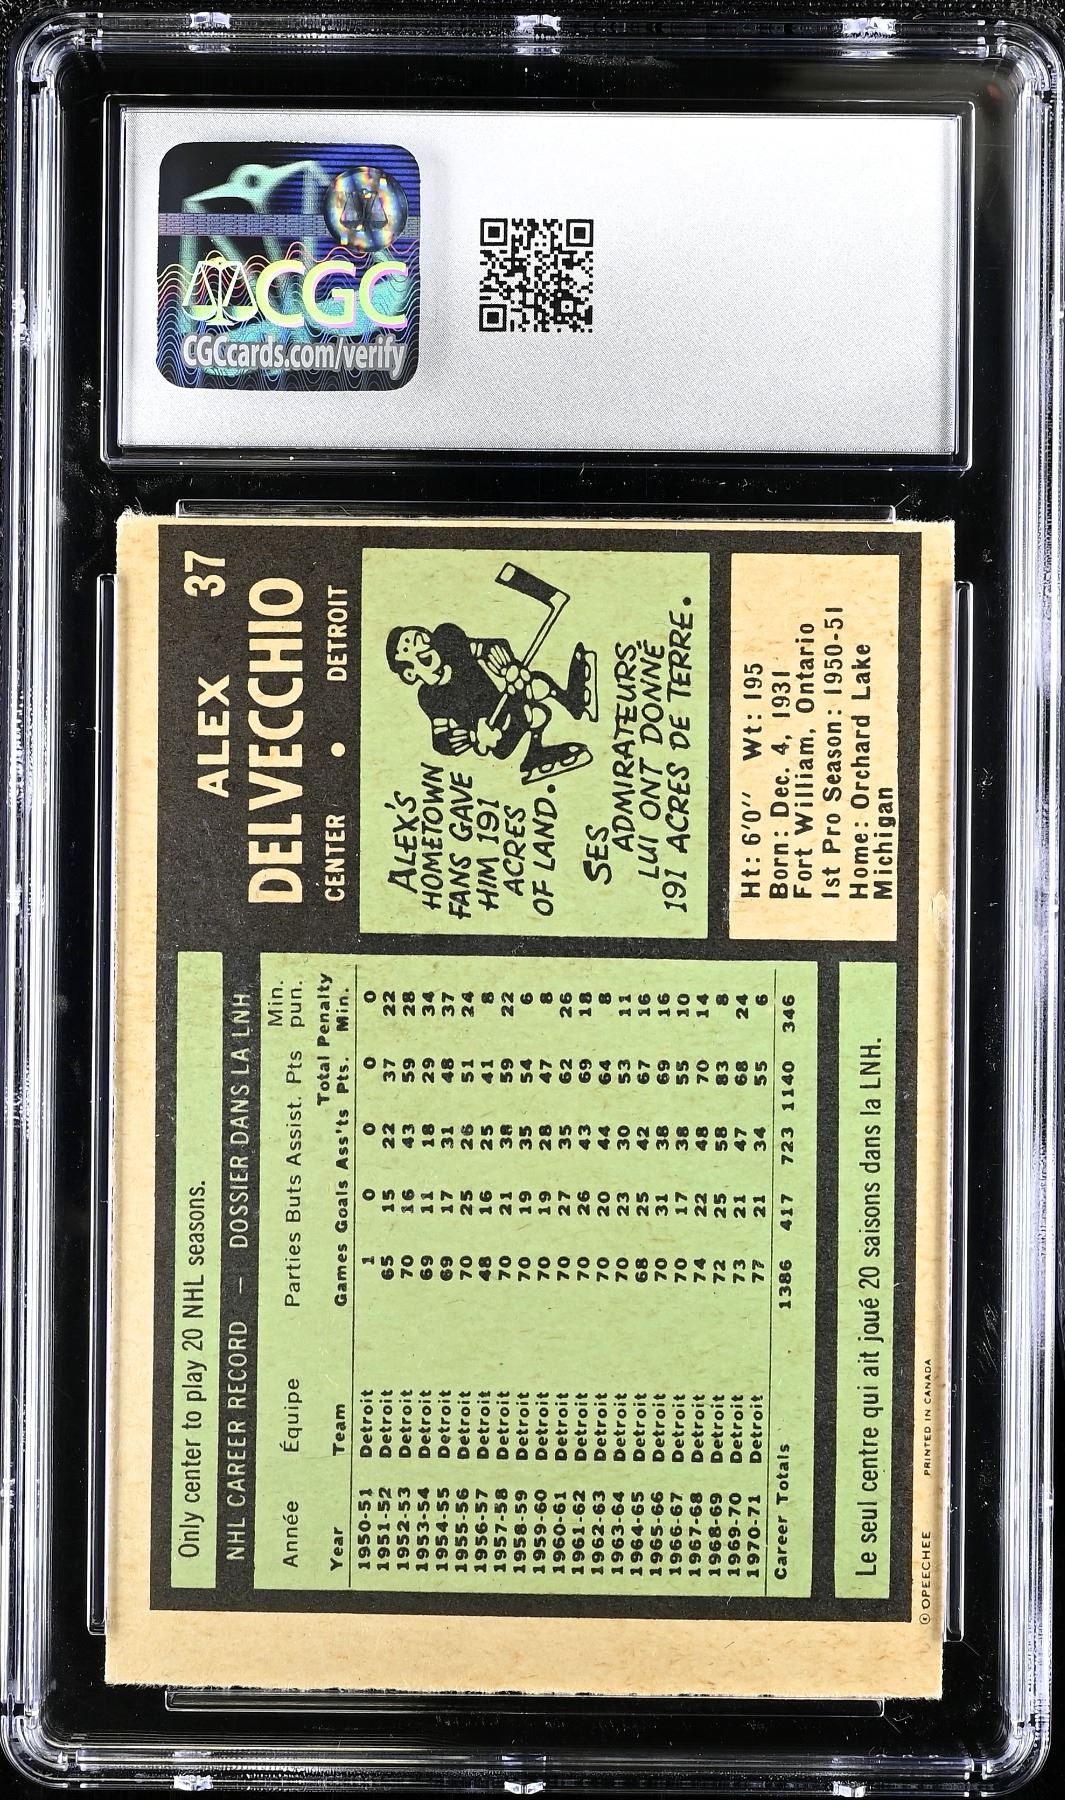 CGC
CGCcards.com/verify
37
ALEX
DELVECCHIO
CENTER • DETROIT
ALEX'S
HOMETOWN
FANS GAVE
HIM 191
ACRES
OF LAND.
SES
ADMIRATEURS
LUI ONT DONNÉ
191 ACRES DE TERRE.
Ht: 6'0" Wt: 195
Born: Dec. 4, 1931
Fort William, Ontario
1st Pro Season: 1950-51
Home: Orchard Lake
Michigan
Only center to play 20 NHL seasons.
NHL CAREER RECORD — DOSSIER DANS LA LNH
Année Équipe Parties Buts Assist. Pts Min. pun.
Year Team Games Goals Ass'ts Total Pts. Penalty Min.
1950-51 Detroit 1 0 0 0 0
1951-52 Detroit 65 15 22 37 22
1952-53 Detroit 70 16 43 59 28
1953-54 Detroit 69 11 18 29 34
1954-55 Detroit 69 17 31 48 37
1955-56 Detroit 70 25 26 51 24
1956-57 Detroit 48 16 25 41 8
1957-58 Detroit 70 21 38 59 22
1958-59 Detroit 70 19 35 54 6
1959-60 Detroit 70 19 28 47 8
1960-61 Detroit 70 27 35 62 26
1961-62 Detroit 70 26 43 69 18
1962-63 Detroit 70 20 44 64 8
1963-64 Detroit 70 23 30 53 11
1964-65 Detroit 68 25 42 67 16
1965-66 Detroit 70 31 38 69 16
1966-67 Detroit 70 17 38 55 10
1967-68 Detroit 74 22 48 70 14
1968-69 Detroit 72 25 58 83 8
1969-70 Detroit 73 21 47 68 24
1970-71 Detroit 77 21 34 55 6
Career Totals 1386 417 723 1140 346
Le seul centre qui ait joué 20 saisons dans la LNH.
© OPEECHEE PRINTED IN CANADA